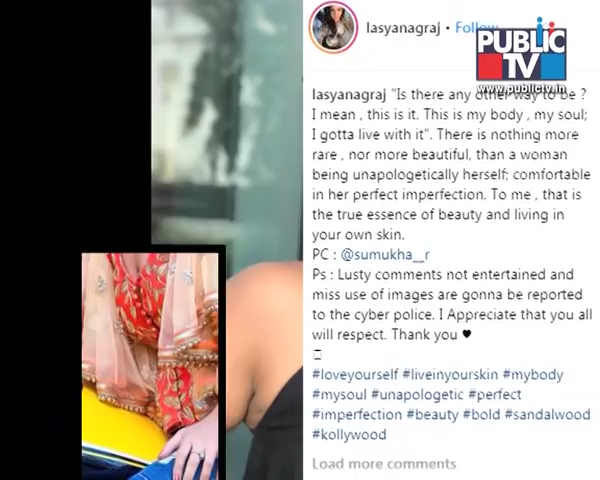 lasyanagraj • Follow
PUBLIC
TV
www.publictv.in
lasyanagraj "Is there any other way to be ?
I mean , this is it. This is my body , my soul;
I gotta live with it". There is nothing more
rare , nor more beautiful, than a woman
being unapologetically herself; comfortable
in her perfect imperfection. To me , that is
the true essence of beauty and living in
your own skin.
PC : @sumukha__r
Ps : Lusty comments not entertained and
miss use of images are gonna be reported
to the cyber police. I Appreciate that you all
will respect. Thank you ♥
#loveyourself #liveinyourskin #mybody
#mysoul #unapologetic #perfect
#imperfection #beauty #bold #sandalwood
#kollywood
Load more comments